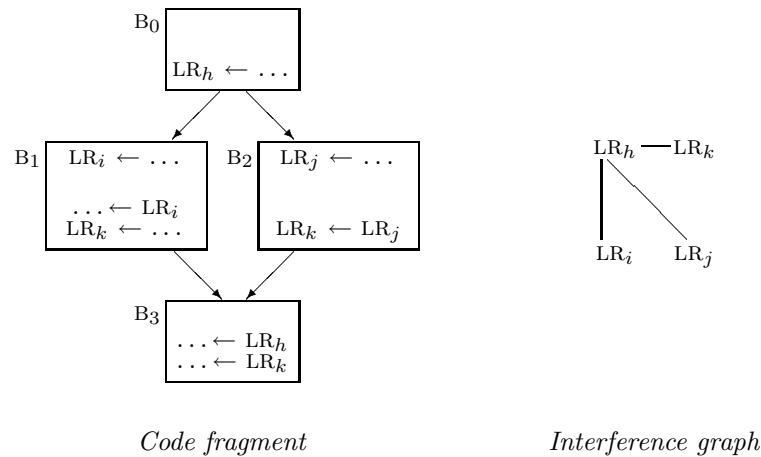 B₀
LRₕ ← ...
B₁
LRᵢ ← ...
... ← LRᵢ
LRₖ ← ...
B₂
LRⱼ ← ...
LRₖ ← LRⱼ
B₃
... ← LRₕ
... ← LRₖ
Code fragment
LRₕ LRₖ
LRᵢ LRⱼ
Interference graph